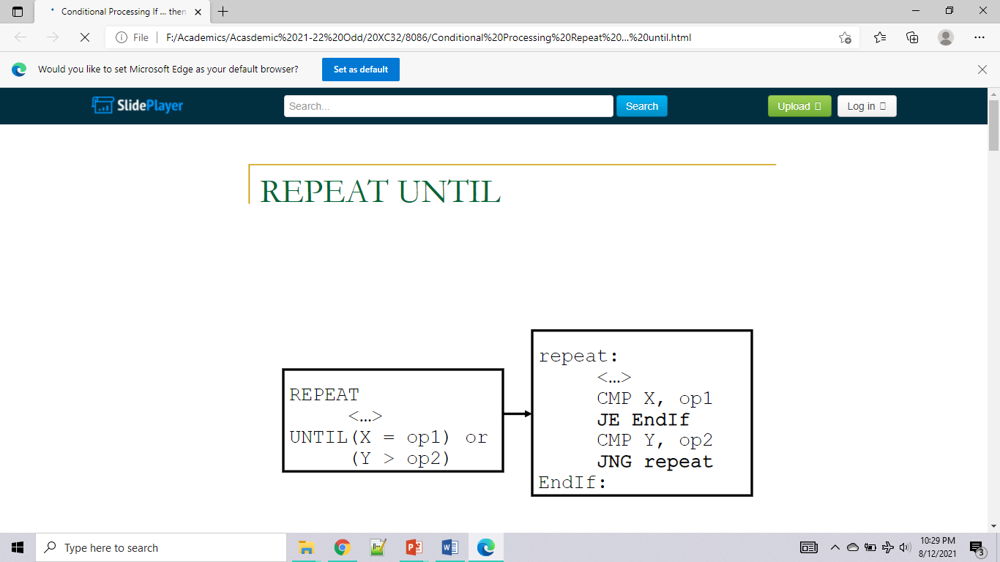 Conditional Processing If ... then
File
F:/Academics/Acasdemic%2021-22%20Odd/20XC32/8086/Conditional%20Processing%20Repeat%20...%20until.html
Would you like to set Microsoft Edge as your default browser?
Set as default
SlidePlayer
Search...
Search
Upload
Log in
REPEAT UNTIL
REPEAT
<…>
UNTIL(X = op1) or
(Y > op2)
repeat:
<…>
CMP X, op1
JE EndIf
CMP Y, op2
JNG repeat
EndIf:
Type here to search
10:29 PM
8/12/2021
3